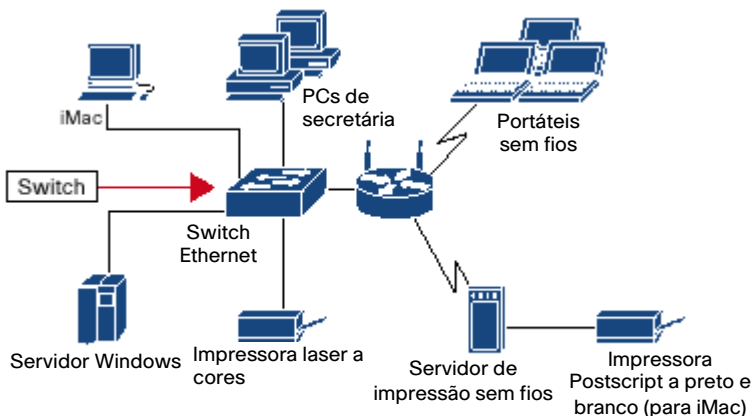 iMac
PCs de
secretária
Portáteis
sem fios
Switch
Switch
Ethernet
Servidor Windows
Impressora laser a
cores
Servidor de
impressão sem fios
Impressora
Postscript a preto e
branco (para iMac)